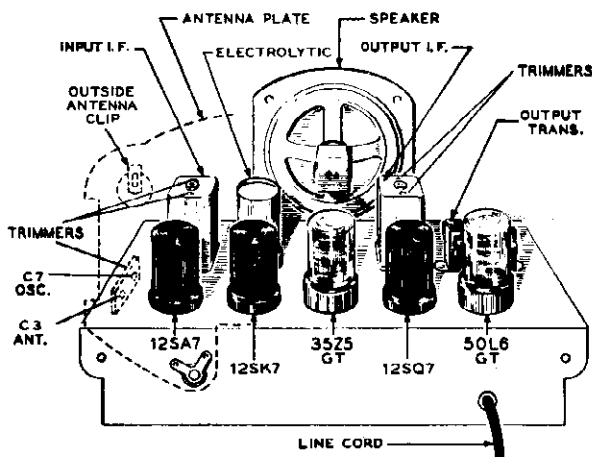 ANTENNA PLATE
SPEAKER
INPUT I.F.
ELECTROLYTIC
OUTPUT I.F.
TRIMMERS
OUTSIDE
ANTENNA
CLIP
OUTPUT
TRANS.
TRIMMERS
C7
OSC.
C3
ANT.
12SA7
12SK7
35Z5
GT
12SQ7
50L6
GT
LINE CORD